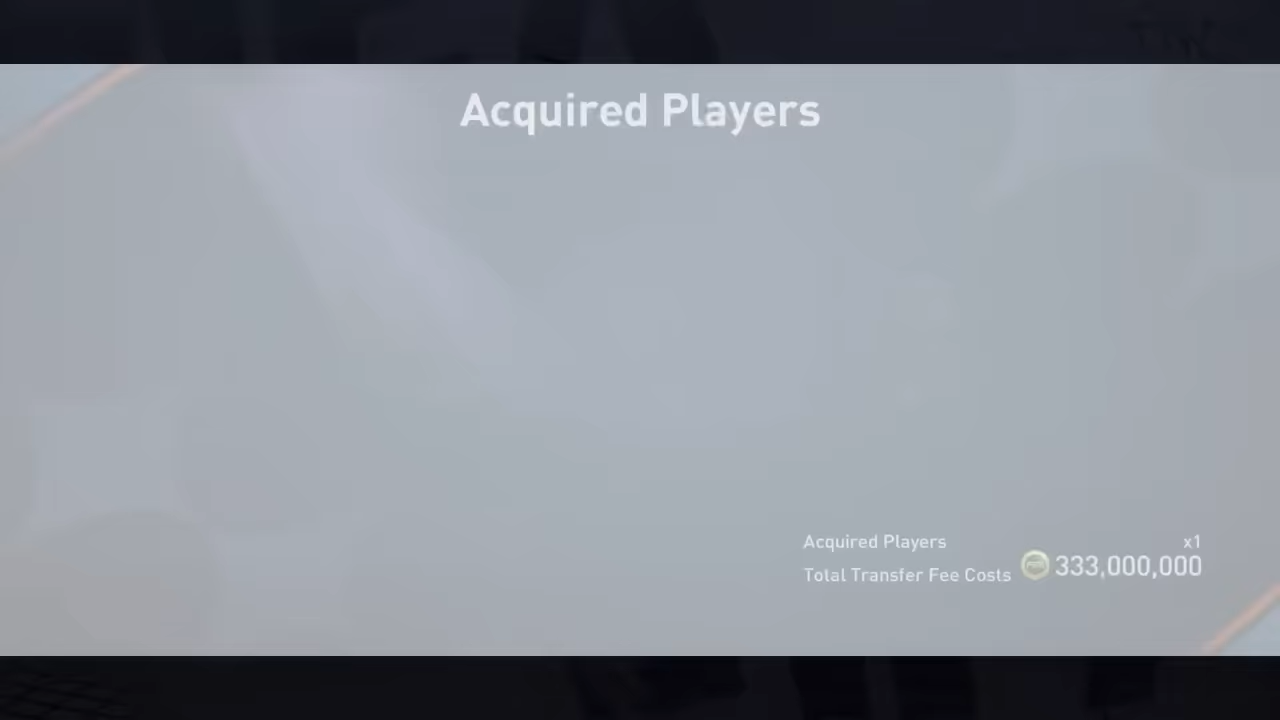 Acquired Players
Acquired Players x1
Total Transfer Fee Costs 333,000,000